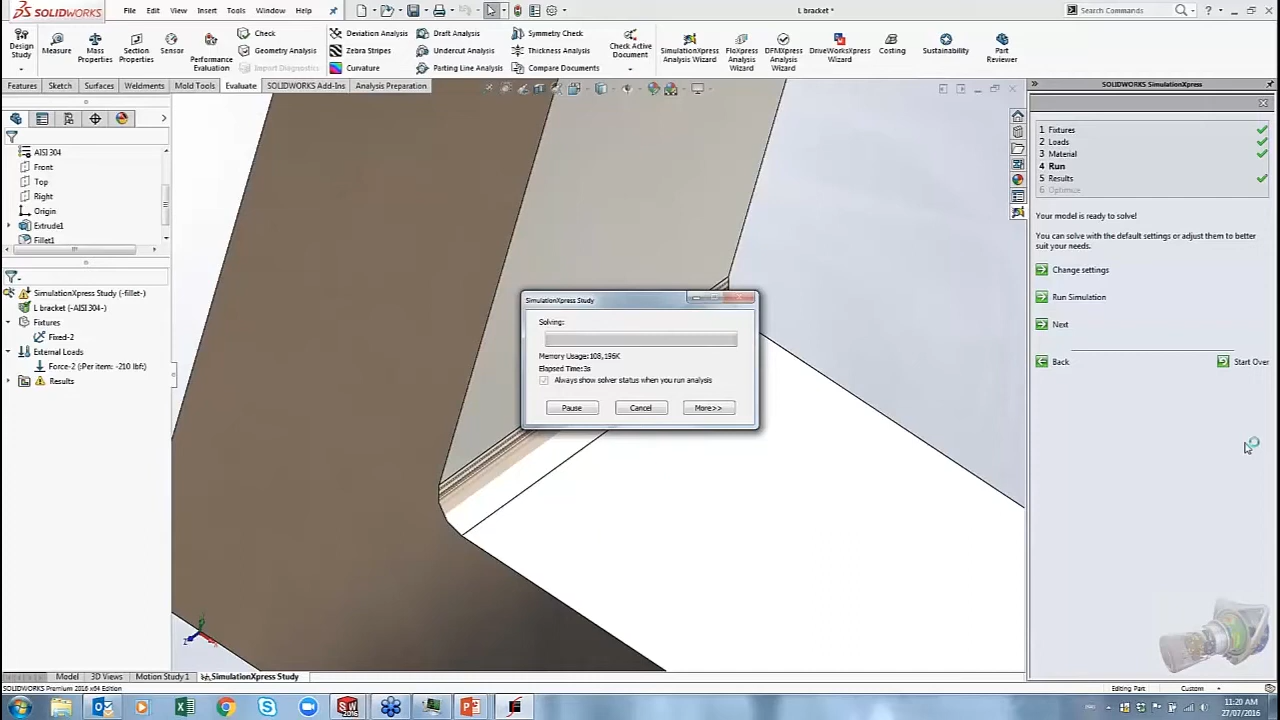 SOLIDWORKS
File Edit View Insert Tools Window Help
L bracket *
Search Commands
Design Study
Measure
Mass Properties
Section Properties
Sensor
Performance Evaluation
Check
Geometry Analysis
Import Diagnostics
Deviation Analysis
Zebra Stripes
Curvature
Draft Analysis
Undercut Analysis
Parting Line Analysis
Symmetry Check
Thickness Analysis
Compare Documents
Check Active Document
SimulationXpress Analysis Wizard
FloXpress Analysis Wizard
DFMXpress Analysis Wizard
DriveWorksXpress Wizard
Costing
Sustainability
Part Reviewer
Features Sketch Surfaces Weldments Mold Tools Evaluate SOLIDWORKS Add-Ins Analysis Preparation
AISI 304
Front
Top
Right
Origin
Extrude1
Fillet1
SimulationXpress Study (-fillet-)
L bracket (-AISI 304-)
Fixtures
Fixed-2
External Loads
Force-2 (:Per item: -210 lbf:)
Results
SimulationXpress Study
Solving:
Memory Usage:108,196K
Elapsed Time:3s
Always show solver status when you run analysis
Pause Cancel More>>
SOLIDWORKS SimulationXpress
1 Fixtures
2 Loads
3 Material
4 Run
5 Results
6 Optimize
Your model is ready to solve!
You can solve with the default settings or adjust them to better
suit your needs.
Change settings
Run Simulation
Next
Back Start Over
Model 3D Views Motion Study 1 SimulationXpress Study
SOLIDWORKS Premium 2016 x64 Edition
Editing Part Custom
11:20 AM
27/07/2016